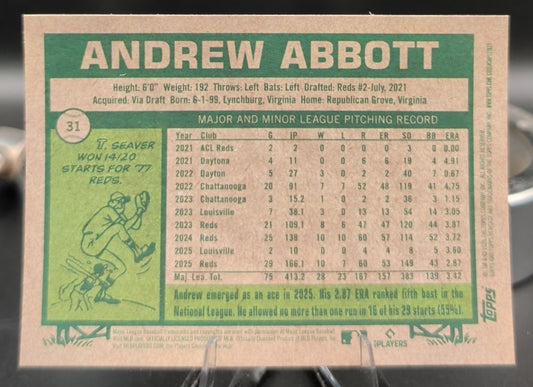 ANDREW ABBOTT
Height: 6'0" Weight: 192 Throws: Left Bats: Left Drafted: Reds #2-July, 2021
Acquired: Via Draft Born: 6-1-99, Lynchburg, Virginia Home: Republican Grove, Virginia
31
MAJOR AND MINOR LEAGUE PITCHING RECORD
T. SEAVER
WON 14/20
STARTS FOR '77
REDS.
Year Club G IP W L R ER SO BB ERA
2021 ACL Reds 2 2 0 0 0 0 3 0 0.00
2021 Daytona 4 11 0 0 6 6 19 4 4.91
2022 Daytona 5 27 3 0 2 2 40 7 0.67
2022 Chattanooga 20 91 7 7 52 48 119 41 4.75
2023 Chattanooga 3 15.2 1 0 2 2 36 3 1.15
2023 Louisville 7 38.1 3 0 13 13 54 14 3.05
2023 Reds 21 109.1 8 6 47 47 120 44 3.87
2024 Reds 25 138 10 10 60 57 114 52 3.72
2025 Louisville 2 10 0 0 4 4 8 5 3.60
2025 Reds 29 166.1 10 7 60 53 149 43 2.87
Maj. Lea. Tot. 75 413.2 28 23 167 157 383 139 3.42
Andrew emerged as an ace in 2025. His 2.87 ERA ranked fifth best in the
National League. He allowed no more than one run in 16 of his 29 starts (55%).
topps
MLB PLAYERS